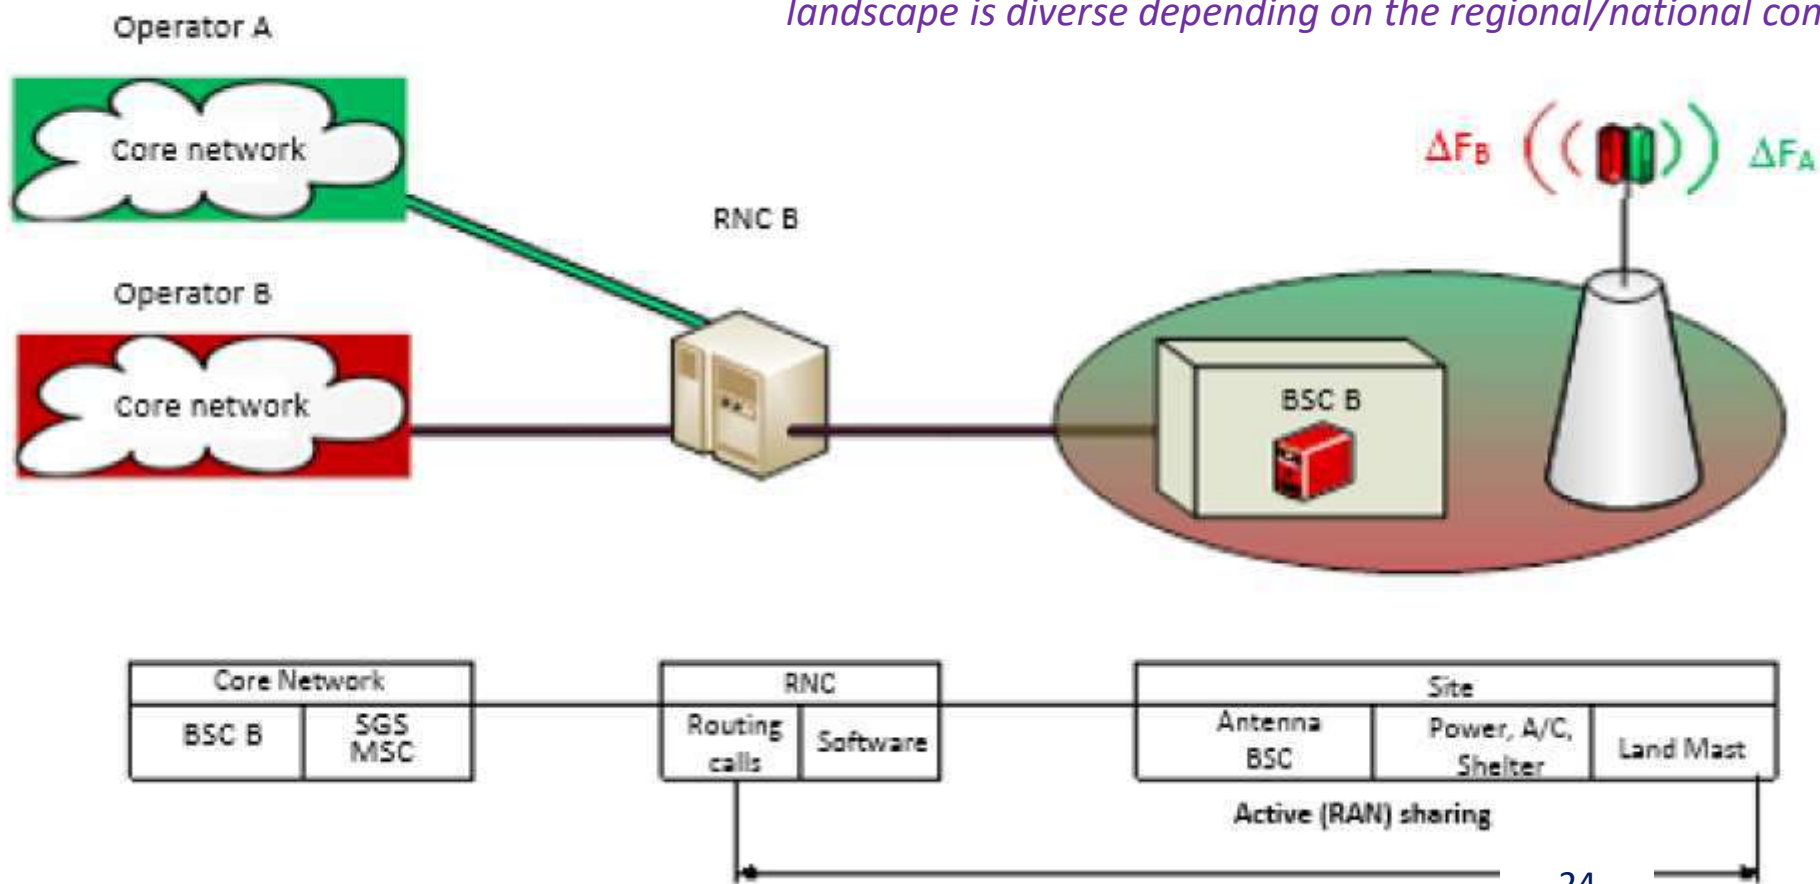 landscape is diverse depending on the regional/national con
Operator A
Core network
ΔFB
ΔFA
RNC B
Operator B
Core network
BSC B
Core Network
RNC
Site
BSC B
SGS
MSC
Routing
calls
Software
Antenna
BSC
Power, A/C,
Shelter
Land Mast
Active (RAN) sharing
24